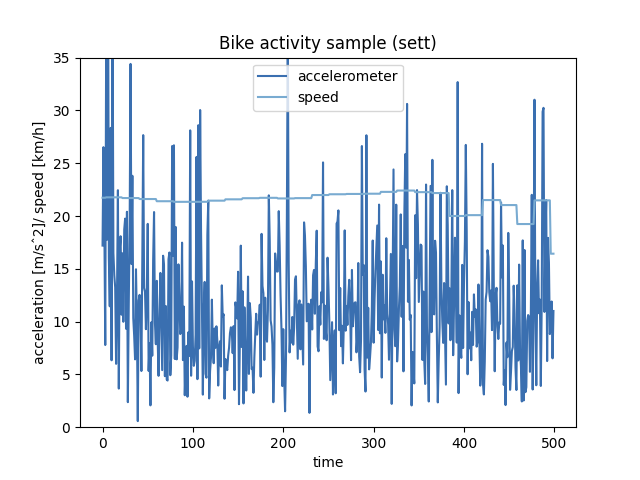 Bike activity sample (sett)
accelerometer
speed
acceleration [m/s^2]/ speed [km/h]
35
30
25
20
15
10
5
0
0 100 200 300 400 500
time